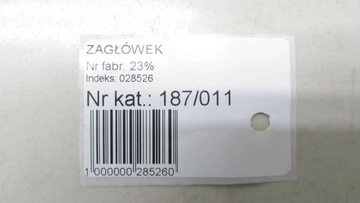 ZAGŁÓWEK
Nr fabr: 23%
Indeks: 028526
Nr kat.: 187/011
1 000000 285260